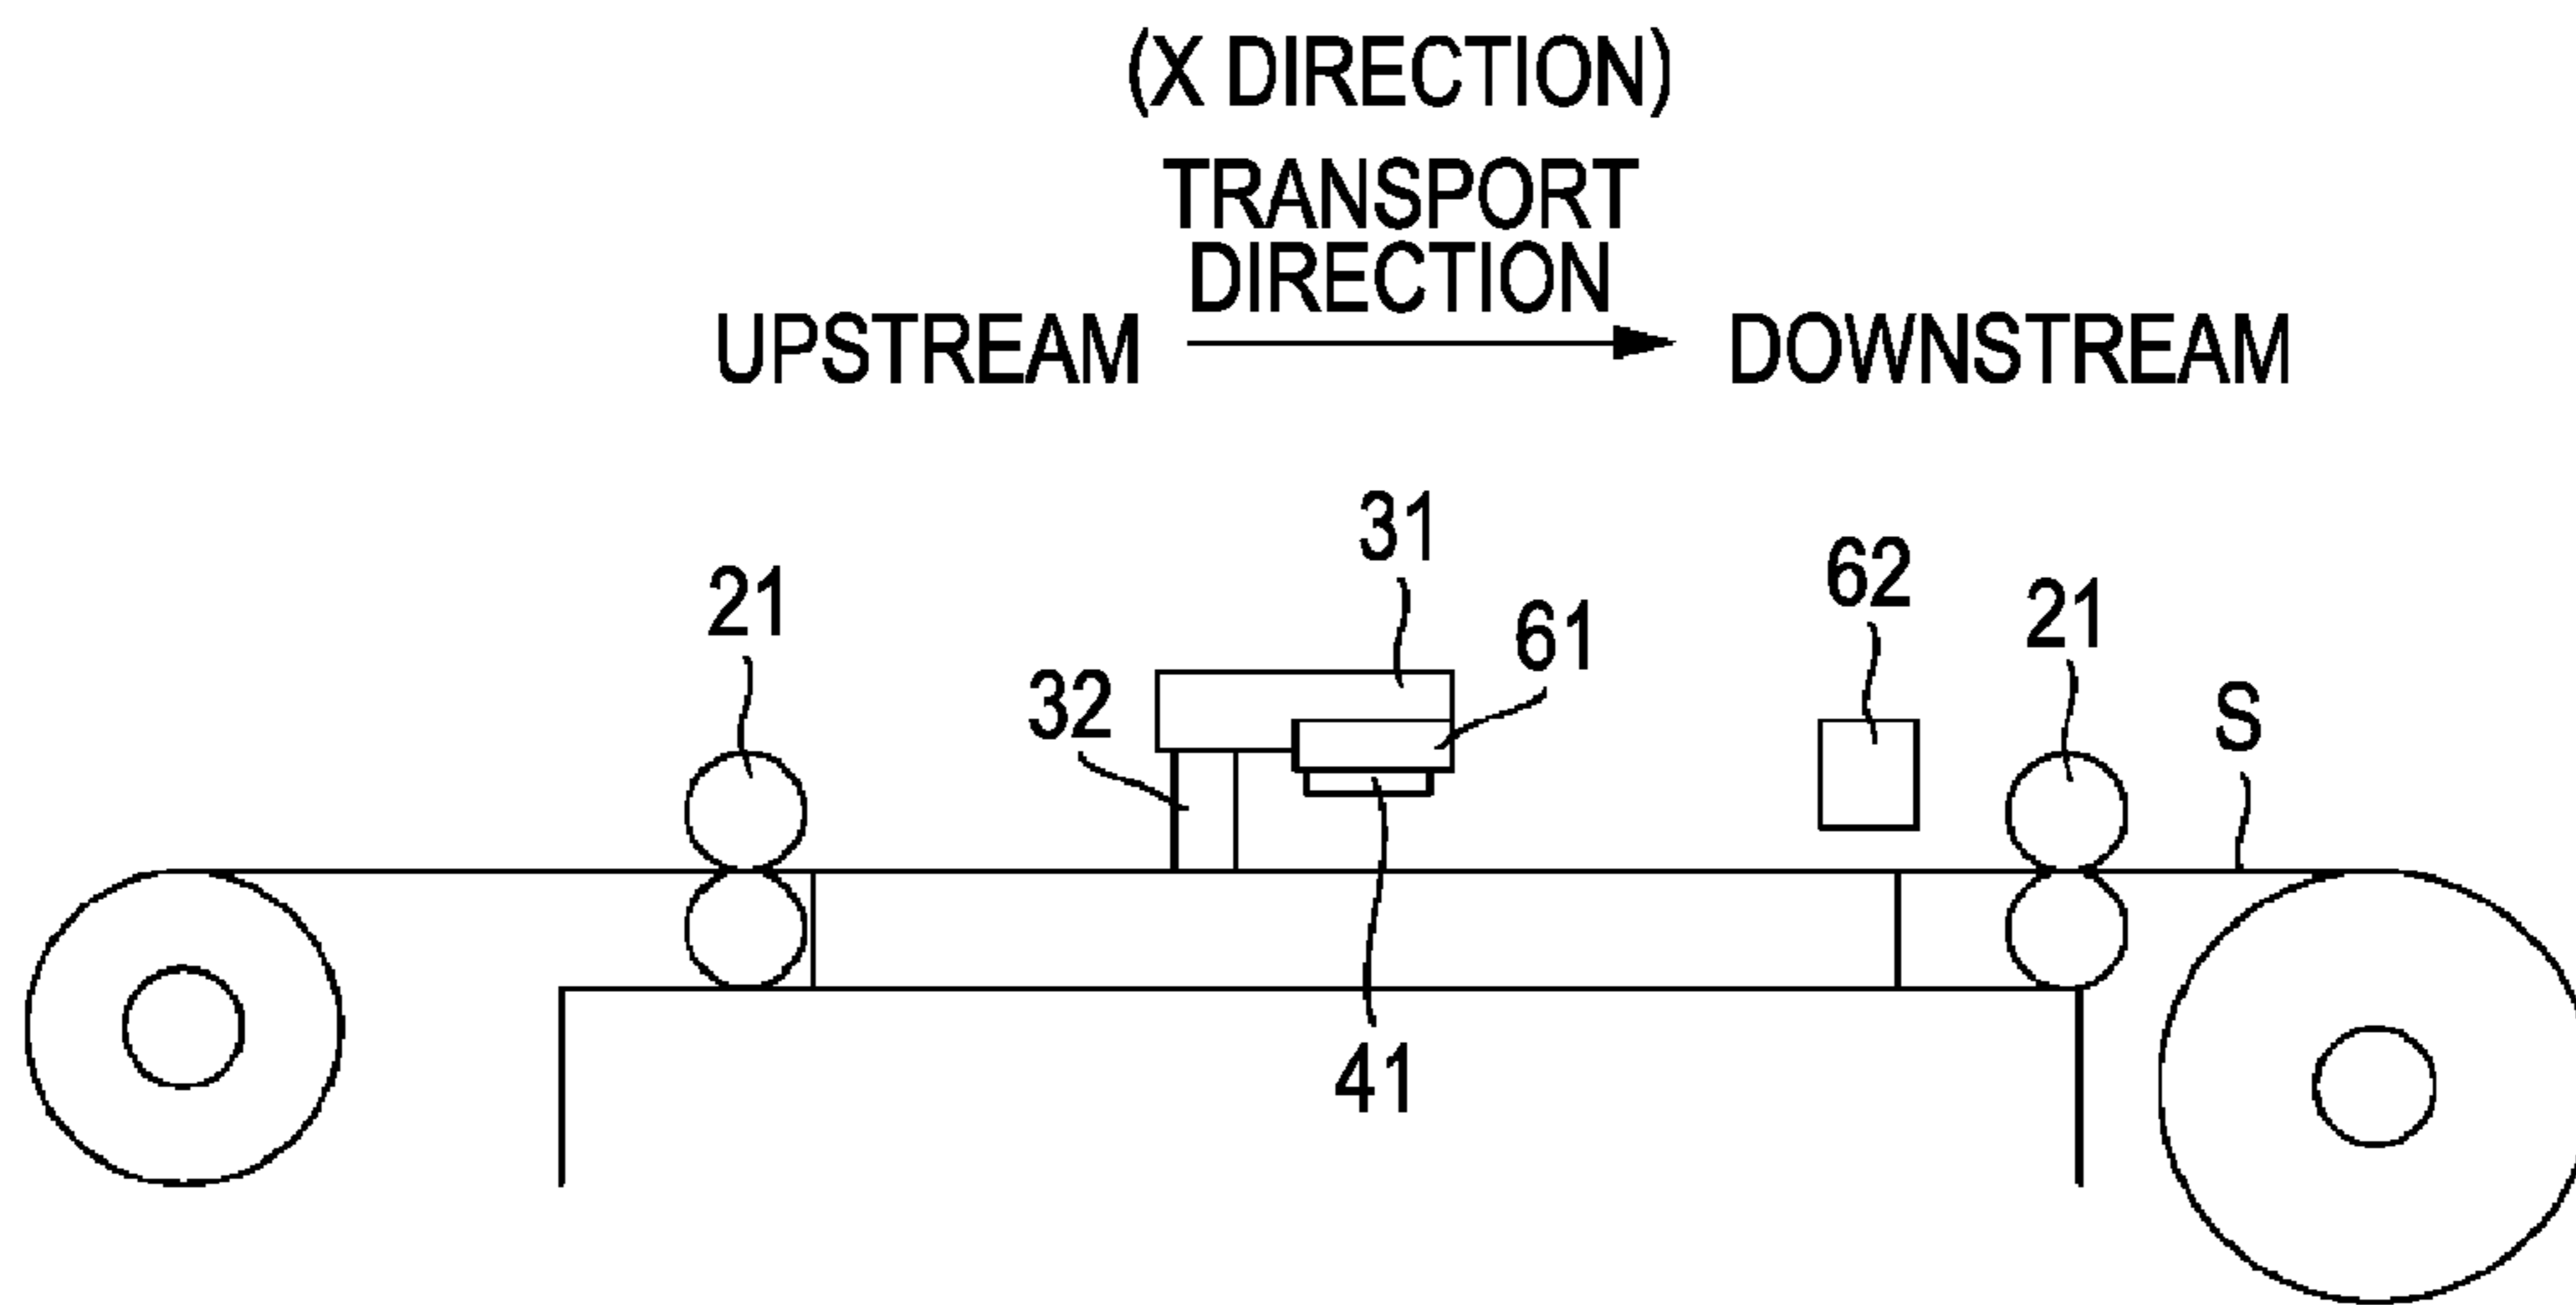 (X DIRECTION)
TRANSPORT
DIRECTION
UPSTREAM
DOWNSTREAM
31
62
21
61
21
32
S
41